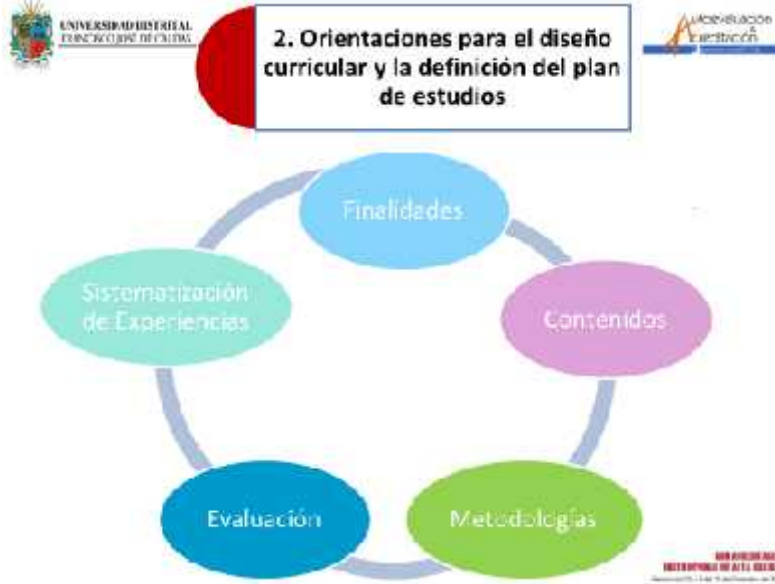 UNIVERSIDAD DISTRITAL
FRANCISCO JOSÉ DE CALDAS
2. Orientaciones para el diseño
curricular y la definición del plan
de estudios
Autoevaluación
&
Acreditación
Finalidades
Sistematización
de Experiencias
Contenidos
Evaluación
Metodologías